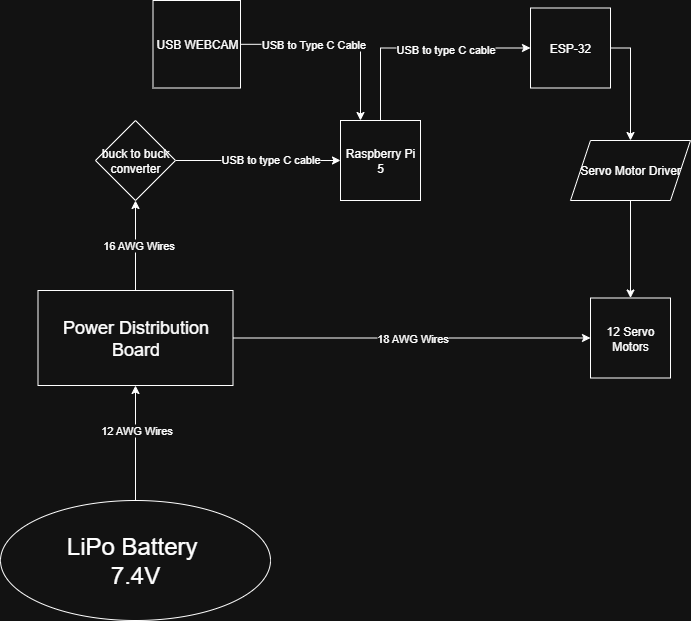 USB WEBCAM
USB to Type C Cable
USB to type C cable
ESP-32
buck to buck
converter
USB to type C cable
Raspberry Pi
5
Servo Motor Driver
16 AWG Wires
Power Distribution
Board
18 AWG Wires
12 Servo
Motors
12 AWG Wires
LiPo Battery
7.4V